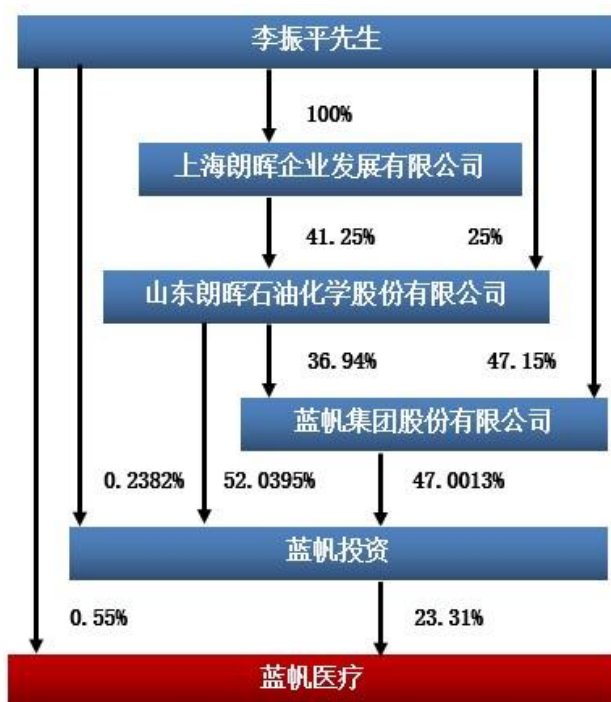 李振平先生
100%
上海朗晖企业发展有限公司
41.25%
25%
山东朗晖石油化学股份有限公司
36.94%
47.15%
蓝帆集团股份有限公司
0.2382%
52.0395%
47.0013%
蓝帆投资
0.55%
23.31%
蓝帆医疗